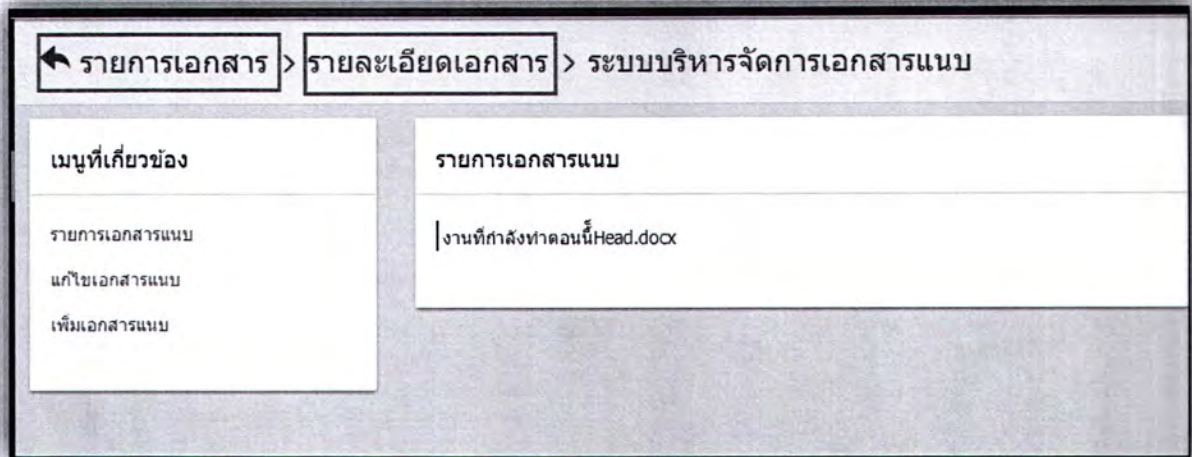 รายการเอกสาร > รายละเอียดเอกสาร > ระบบบริหารจัดการเอกสารแนบ
เมนูที่เกี่ยวข้อง
รายการเอกสารแนบ
แก้ไขเอกสารแนบ
เพิ่มเอกสารแนบ
รายการเอกสารแนบ
งานที่กำลังทำตอนนี้Head.docx